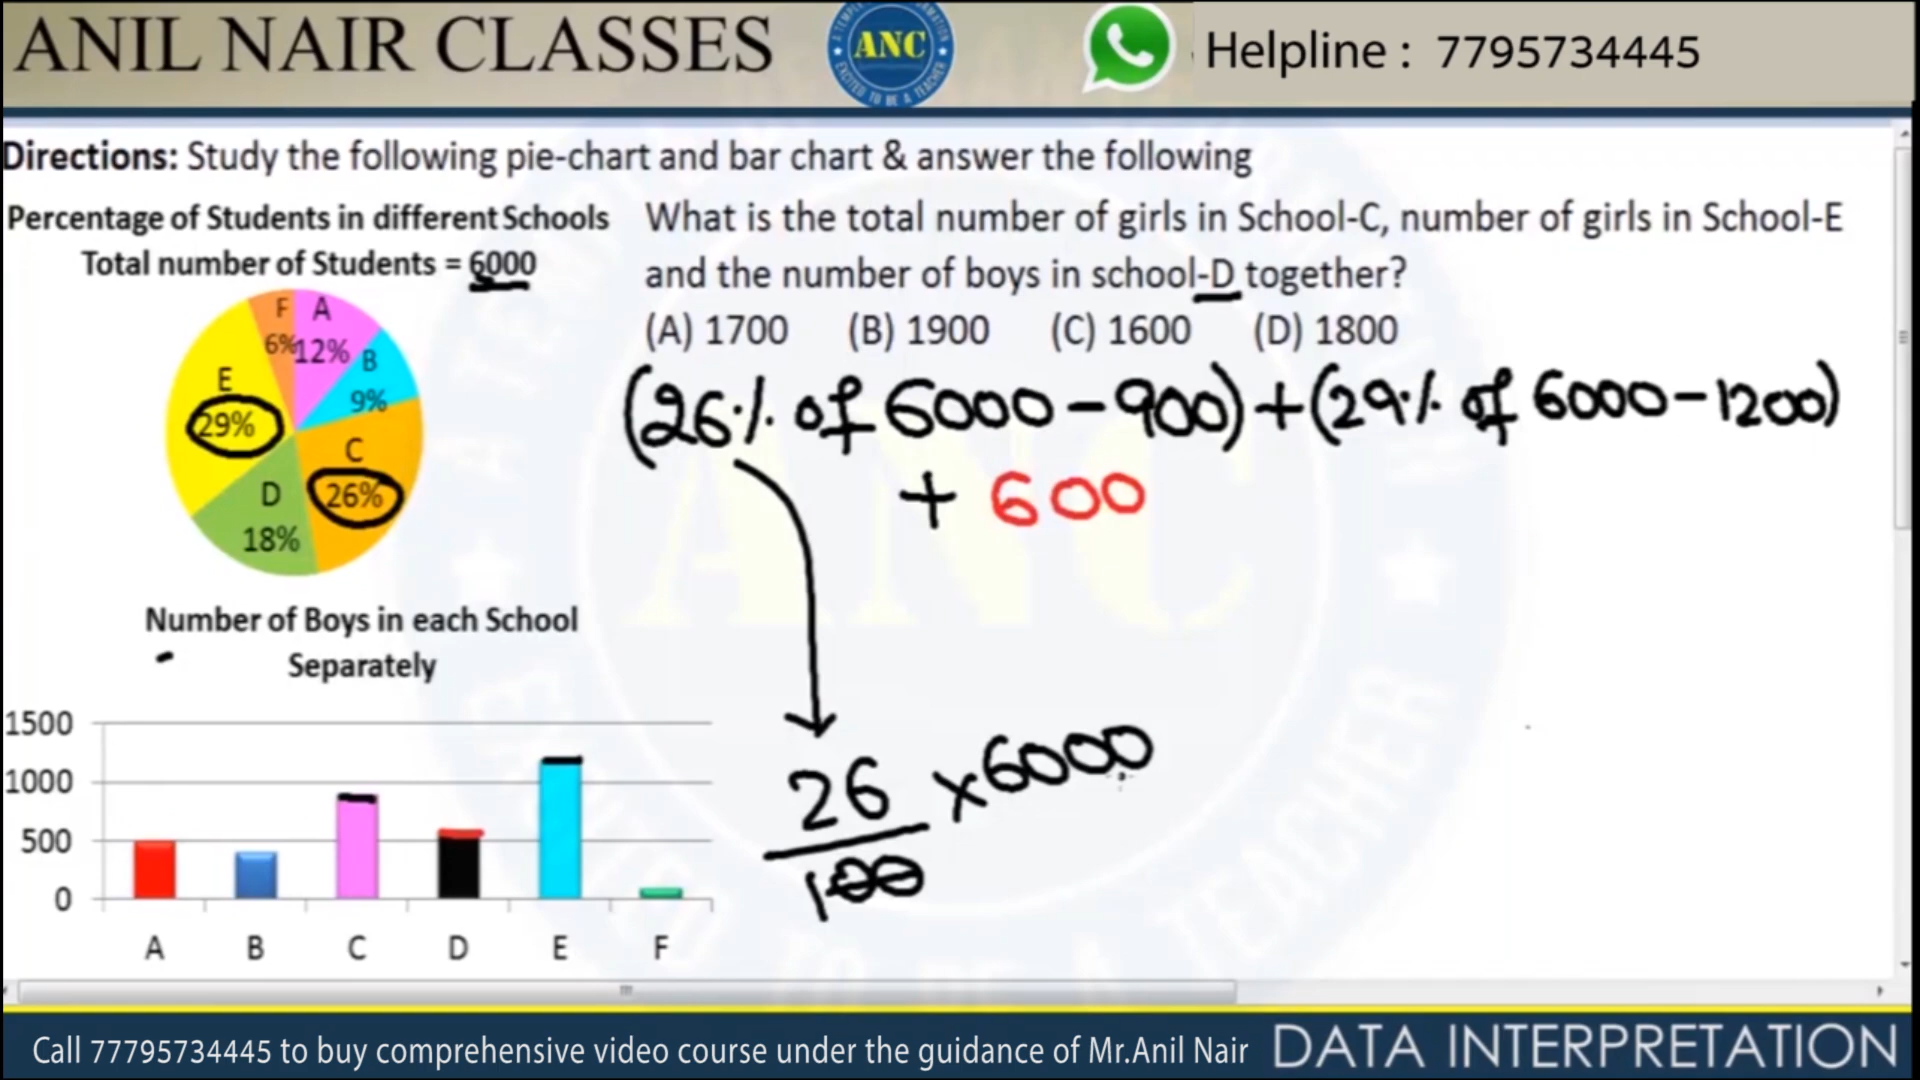 ANIL NAIR CLASSES
ANC
EXCITED TO BE A TEACHER
Helpline : 7795734445
Directions: Study the following pie-chart and bar chart & answer the following
Percentage of Students in different Schools
Total number of Students = 6000
F
6%
A
12%
B
9%
E
29%
C
26%
D
18%
What is the total number of girls in School-C, number of girls in School-E
and the number of boys in school-D together?
(A) 1700 (B) 1900 (C) 1600 (D) 1800
(26% of 6000-900)+(29% of 6000-1200)
+ 600
26 ×6000
100
Number of Boys in each School
Separately
1500
1000
500
0
A B C D E F
Call 77795734445 to buy comprehensive video course under the guidance of Mr.Anil Nair
DATA INTERPRETATION